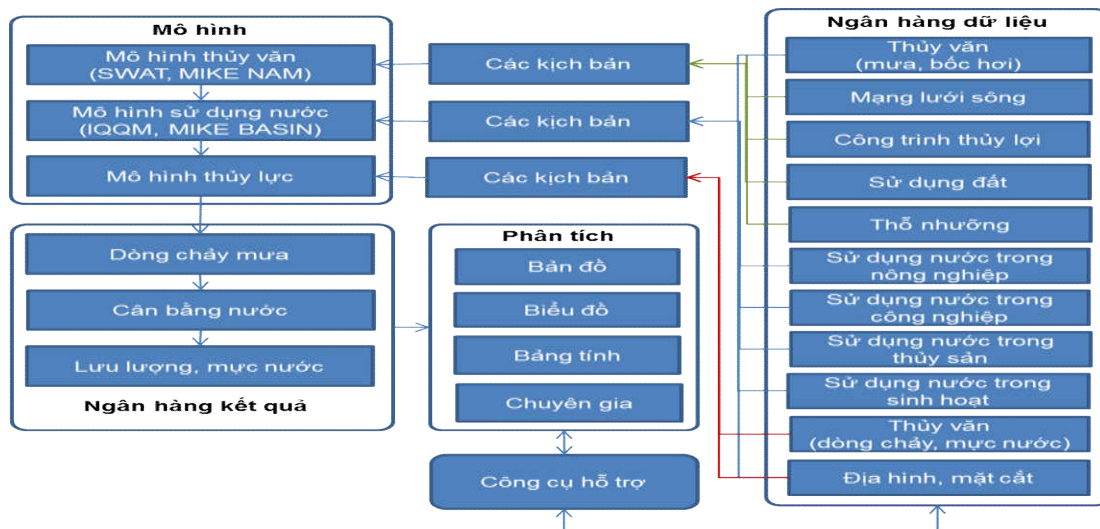 Mô hình
Mô hình thủy văn
(SWAT, MIKE NAM)
Mô hình sử dụng nước
(IQQM, MIKE BASIN)
Mô hình thủy lực
Các kịch bản
Các kịch bản
Các kịch bản
Ngân hàng dữ liệu
Thủy văn
(mưa, bốc hơi)
Mạng lưới sông
Công trình thủy lợi
Sử dụng đất
Thỗ nhưỡng
Sử dụng nước trong
nông nghiệp
Sử dụng nước trong
công nghiệp
Sử dụng nước trong
thủy sản
Sử dụng nước trong
sinh hoạt
Thủy văn
(dòng chảy, mực nước)
Địa hình, mặt cắt
Dòng chảy mưa
Cân bằng nước
Lưu lượng, mực nước
Ngân hàng kết quả
Phân tích
Bản đồ
Biểu đồ
Bảng tính
Chuyên gia
Công cụ hỗ trợ